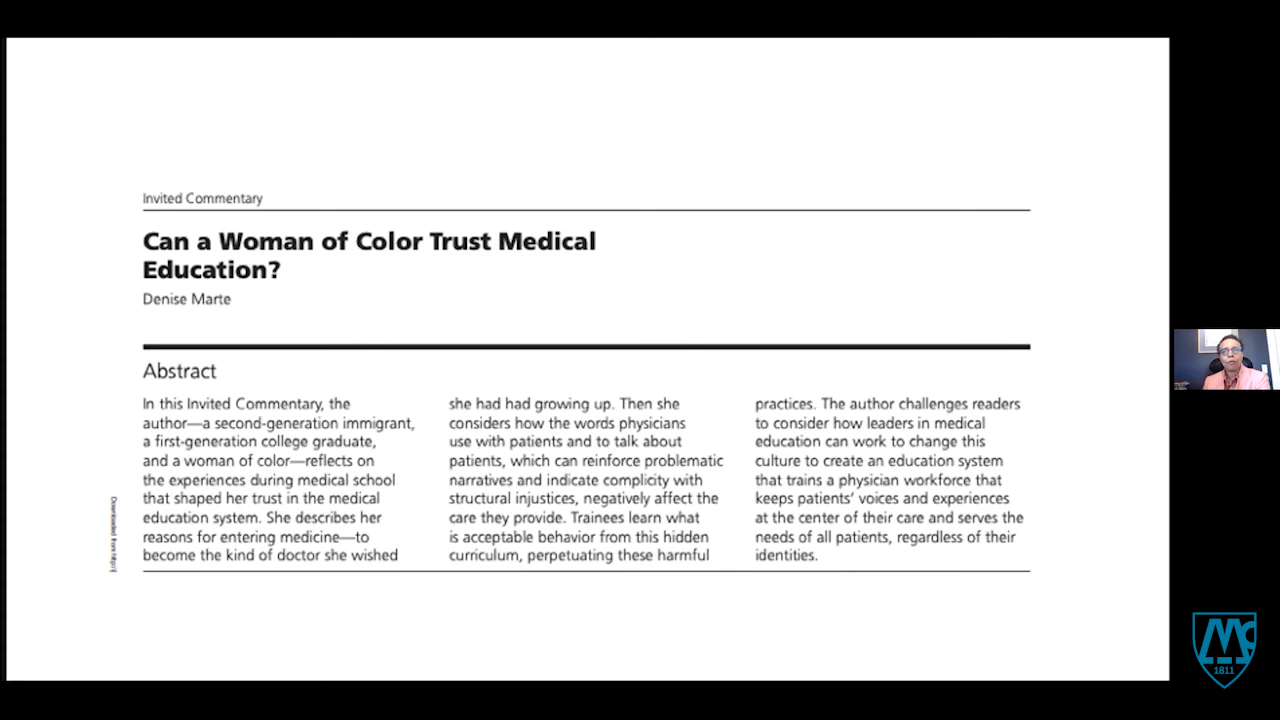 Invited Commentary
Can a Woman of Color Trust Medical
Education?
Denise Marte
Abstract
In this Invited Commentary, the
author—a second-generation immigrant,
a first-generation college graduate,
and a woman of color—reflects on
the experiences during medical school
that shaped her trust in the medical
education system. She describes her
reasons for entering medicine—to
become the kind of doctor she wished
she had had growing up. Then she
considers how the words physicians
use with patients and to talk about
patients, which can reinforce problematic
narratives and indicate complicity with
structural injustices, negatively affect the
care they provide. Trainees learn what
is acceptable behavior from this hidden
curriculum, perpetuating these harmful
practices. The author challenges readers
to consider how leaders in medical
education can work to change this
culture to create an education system
that trains a physician workforce that
keeps patients’ voices and experiences
at the center of their care and serves the
needs of all patients, regardless of their
identities.
Downloaded from http://j
1811